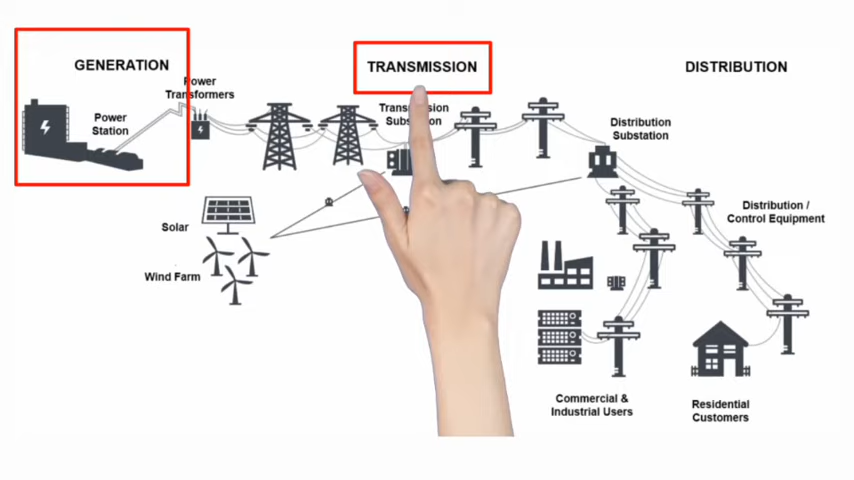 GENERATION
TRANSMISSION
DISTRIBUTION
Power
Transformers
Power
Station
Distribution
Substation
Solar
Wind Farm
Distribution /
Control Equipment
Commercial &
Industrial Users
Residential
Customers